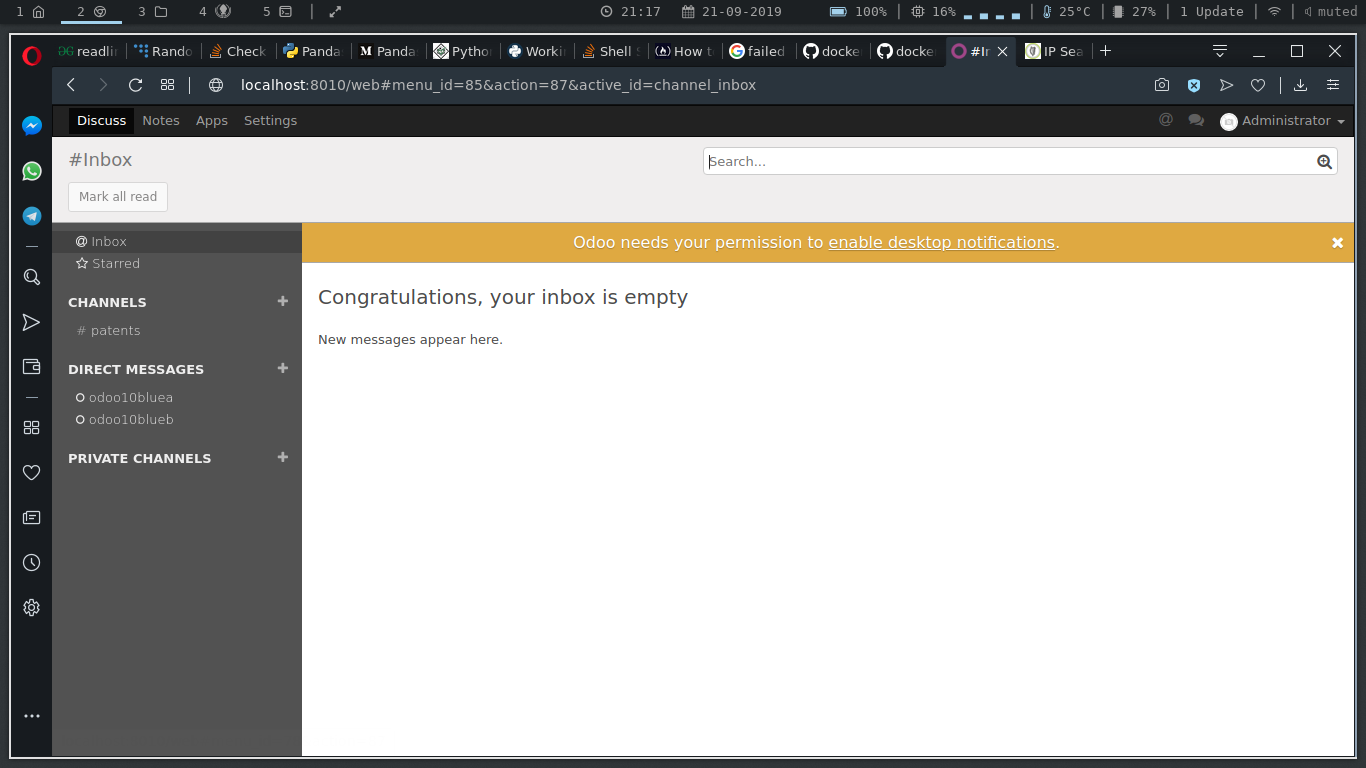 1 2 3 4 5 21:17 21-09-2019 100% 16% 25°C 27% 1 Update muted
readli Rando Check Panda Panda Pytho Worki Shell How t failed docke docke #Ir IP Sea
localhost:8010/web#menu_id=85&action=87&active_id=channel_inbox
Discuss Notes Apps Settings @ Administrator
#Inbox
Search...
Mark all read
@ Inbox
Odoo needs your permission to enable desktop notifications.
Starred
CHANNELS
# patents
DIRECT MESSAGES
odoo10bluea
odoo10blueb
PRIVATE CHANNELS
Congratulations, your inbox is empty
New messages appear here.